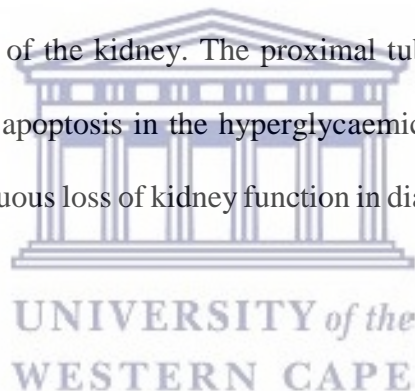 of the kidney. The proximal tub
apoptosis in the hyperglycaemic
uous loss of kidney function in dia
UNIVERSITY of the
WESTERN CAPE